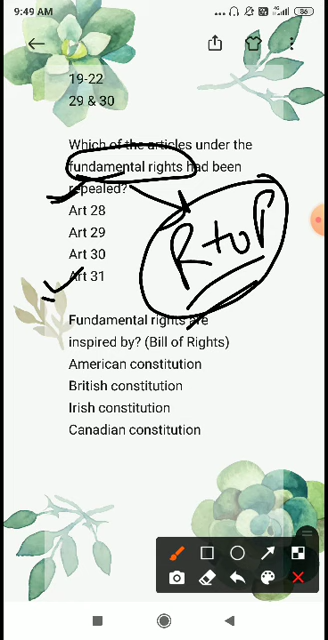 9:49 AM
86
19-22
29 & 30
Which of the articles under the
fundamental rights had been
repealed?
R to P
Art 28
Art 29
Art 30
Art 31
Fundamental rights are
inspired by? (Bill of Rights)
American constitution
British constitution
Irish constitution
Canadian constitution